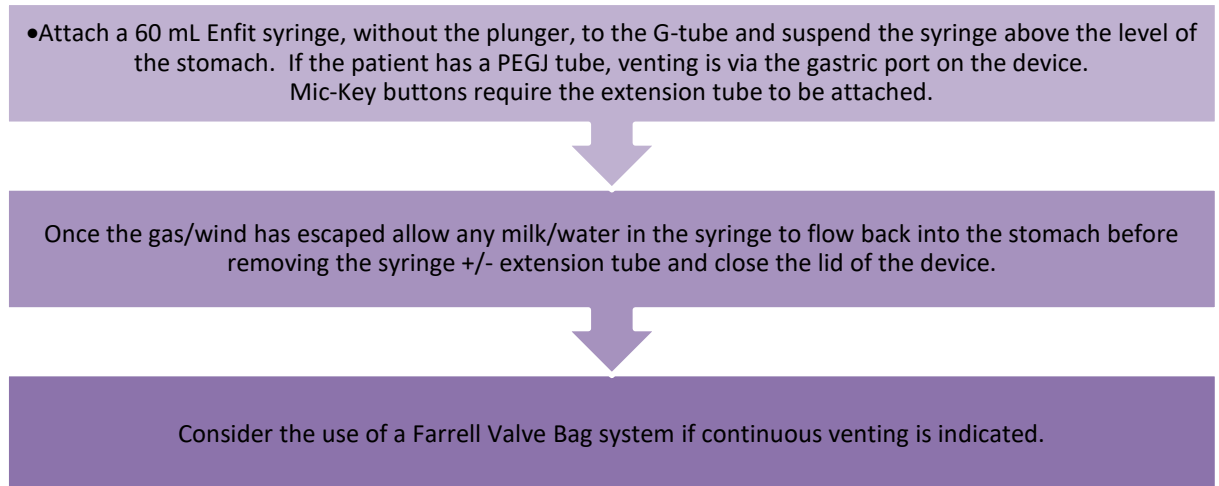 •Attach a 60 mL Enfit syringe, without the plunger, to the G-tube and suspend the syringe above the level of
the stomach.  If the patient has a PEGJ tube, venting is via the gastric port on the device.
Mic-Key buttons require the extension tube to be attached.
Once the gas/wind has escaped allow any milk/water in the syringe to flow back into the stomach before
removing the syringe +/- extension tube and close the lid of the device.
Consider the use of a Farrell Valve Bag system if continuous venting is indicated.